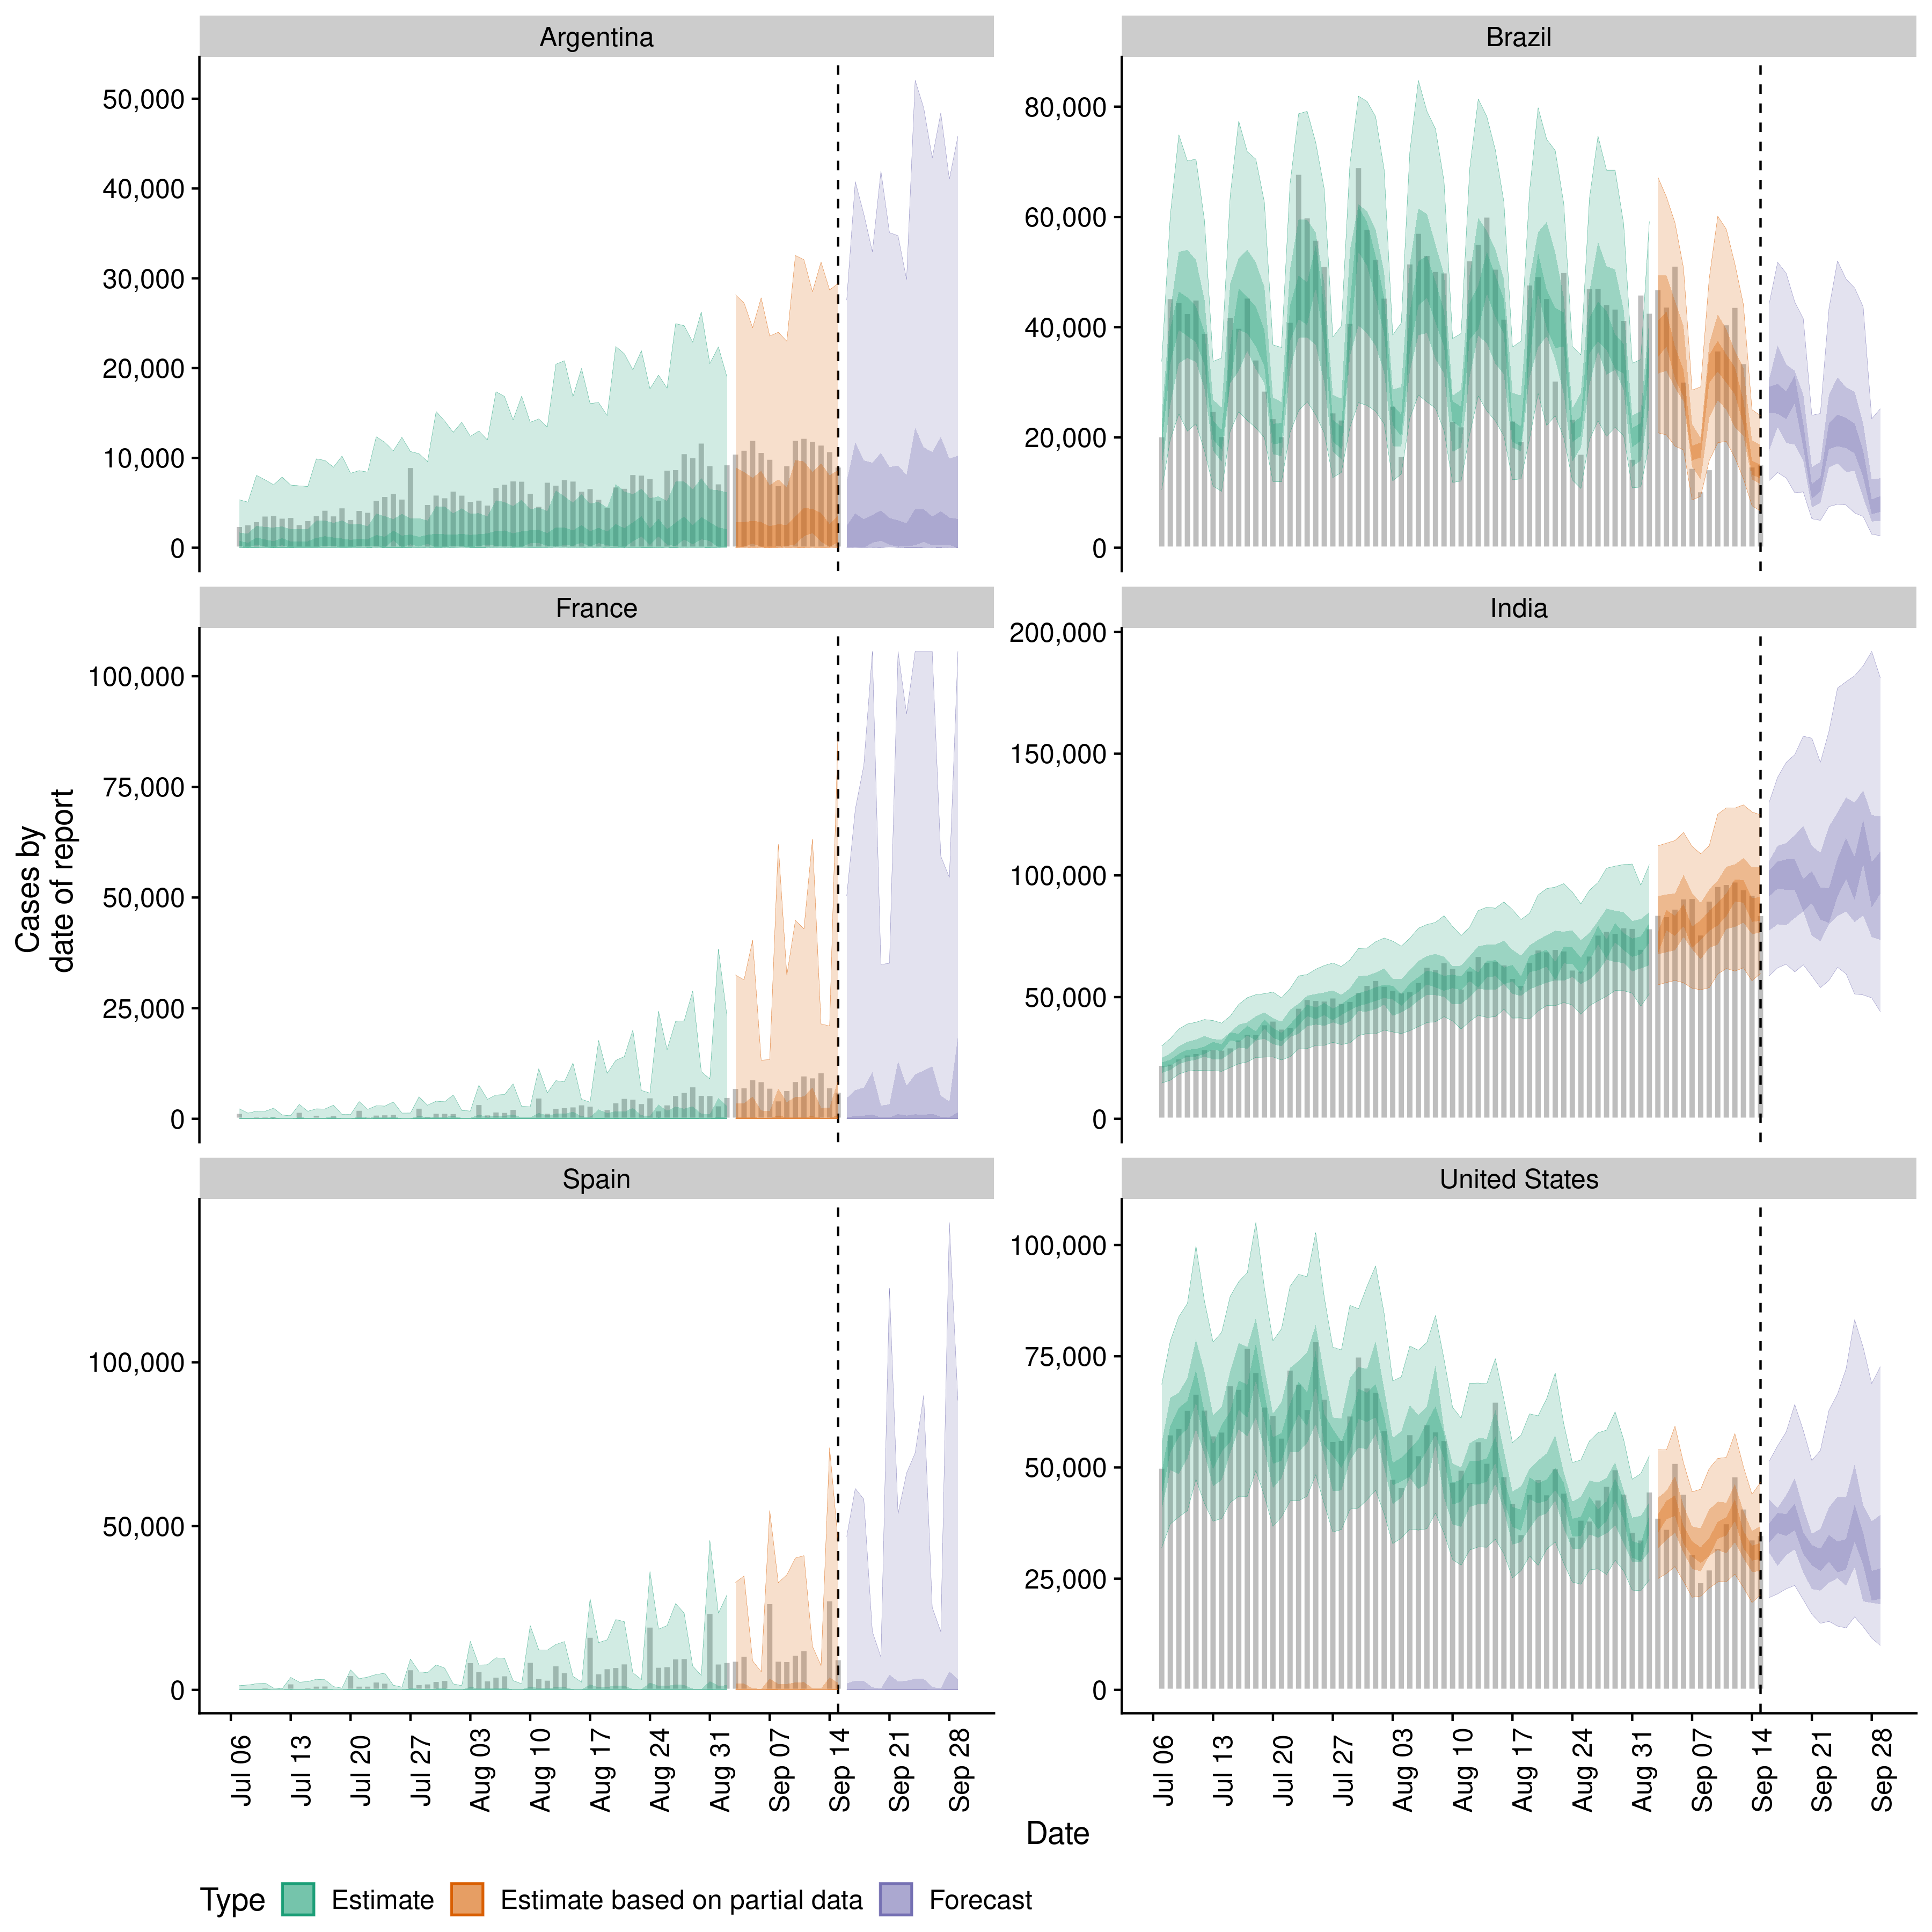 Argentina
Brazil
50,000
40,000
30,000
20,000
10,000
0
80,000
60,000
40,000
20,000
0
France
India
100,000
75,000
50,000
25,000
0
200,000
150,000
100,000
50,000
0
Spain
United States
100,000
50,000
0
100,000
75,000
50,000
25,000
0
Cases by
date of report
Jul 06
Jul 13
Jul 20
Jul 27
Aug 03
Aug 10
Aug 17
Aug 24
Aug 31
Sep 07
Sep 14
Sep 21
Sep 28
Jul 06
Jul 13
Jul 20
Jul 27
Aug 03
Aug 10
Aug 17
Aug 24
Aug 31
Sep 07
Sep 14
Sep 21
Sep 28
Date
Type Estimate Estimate based on partial data Forecast